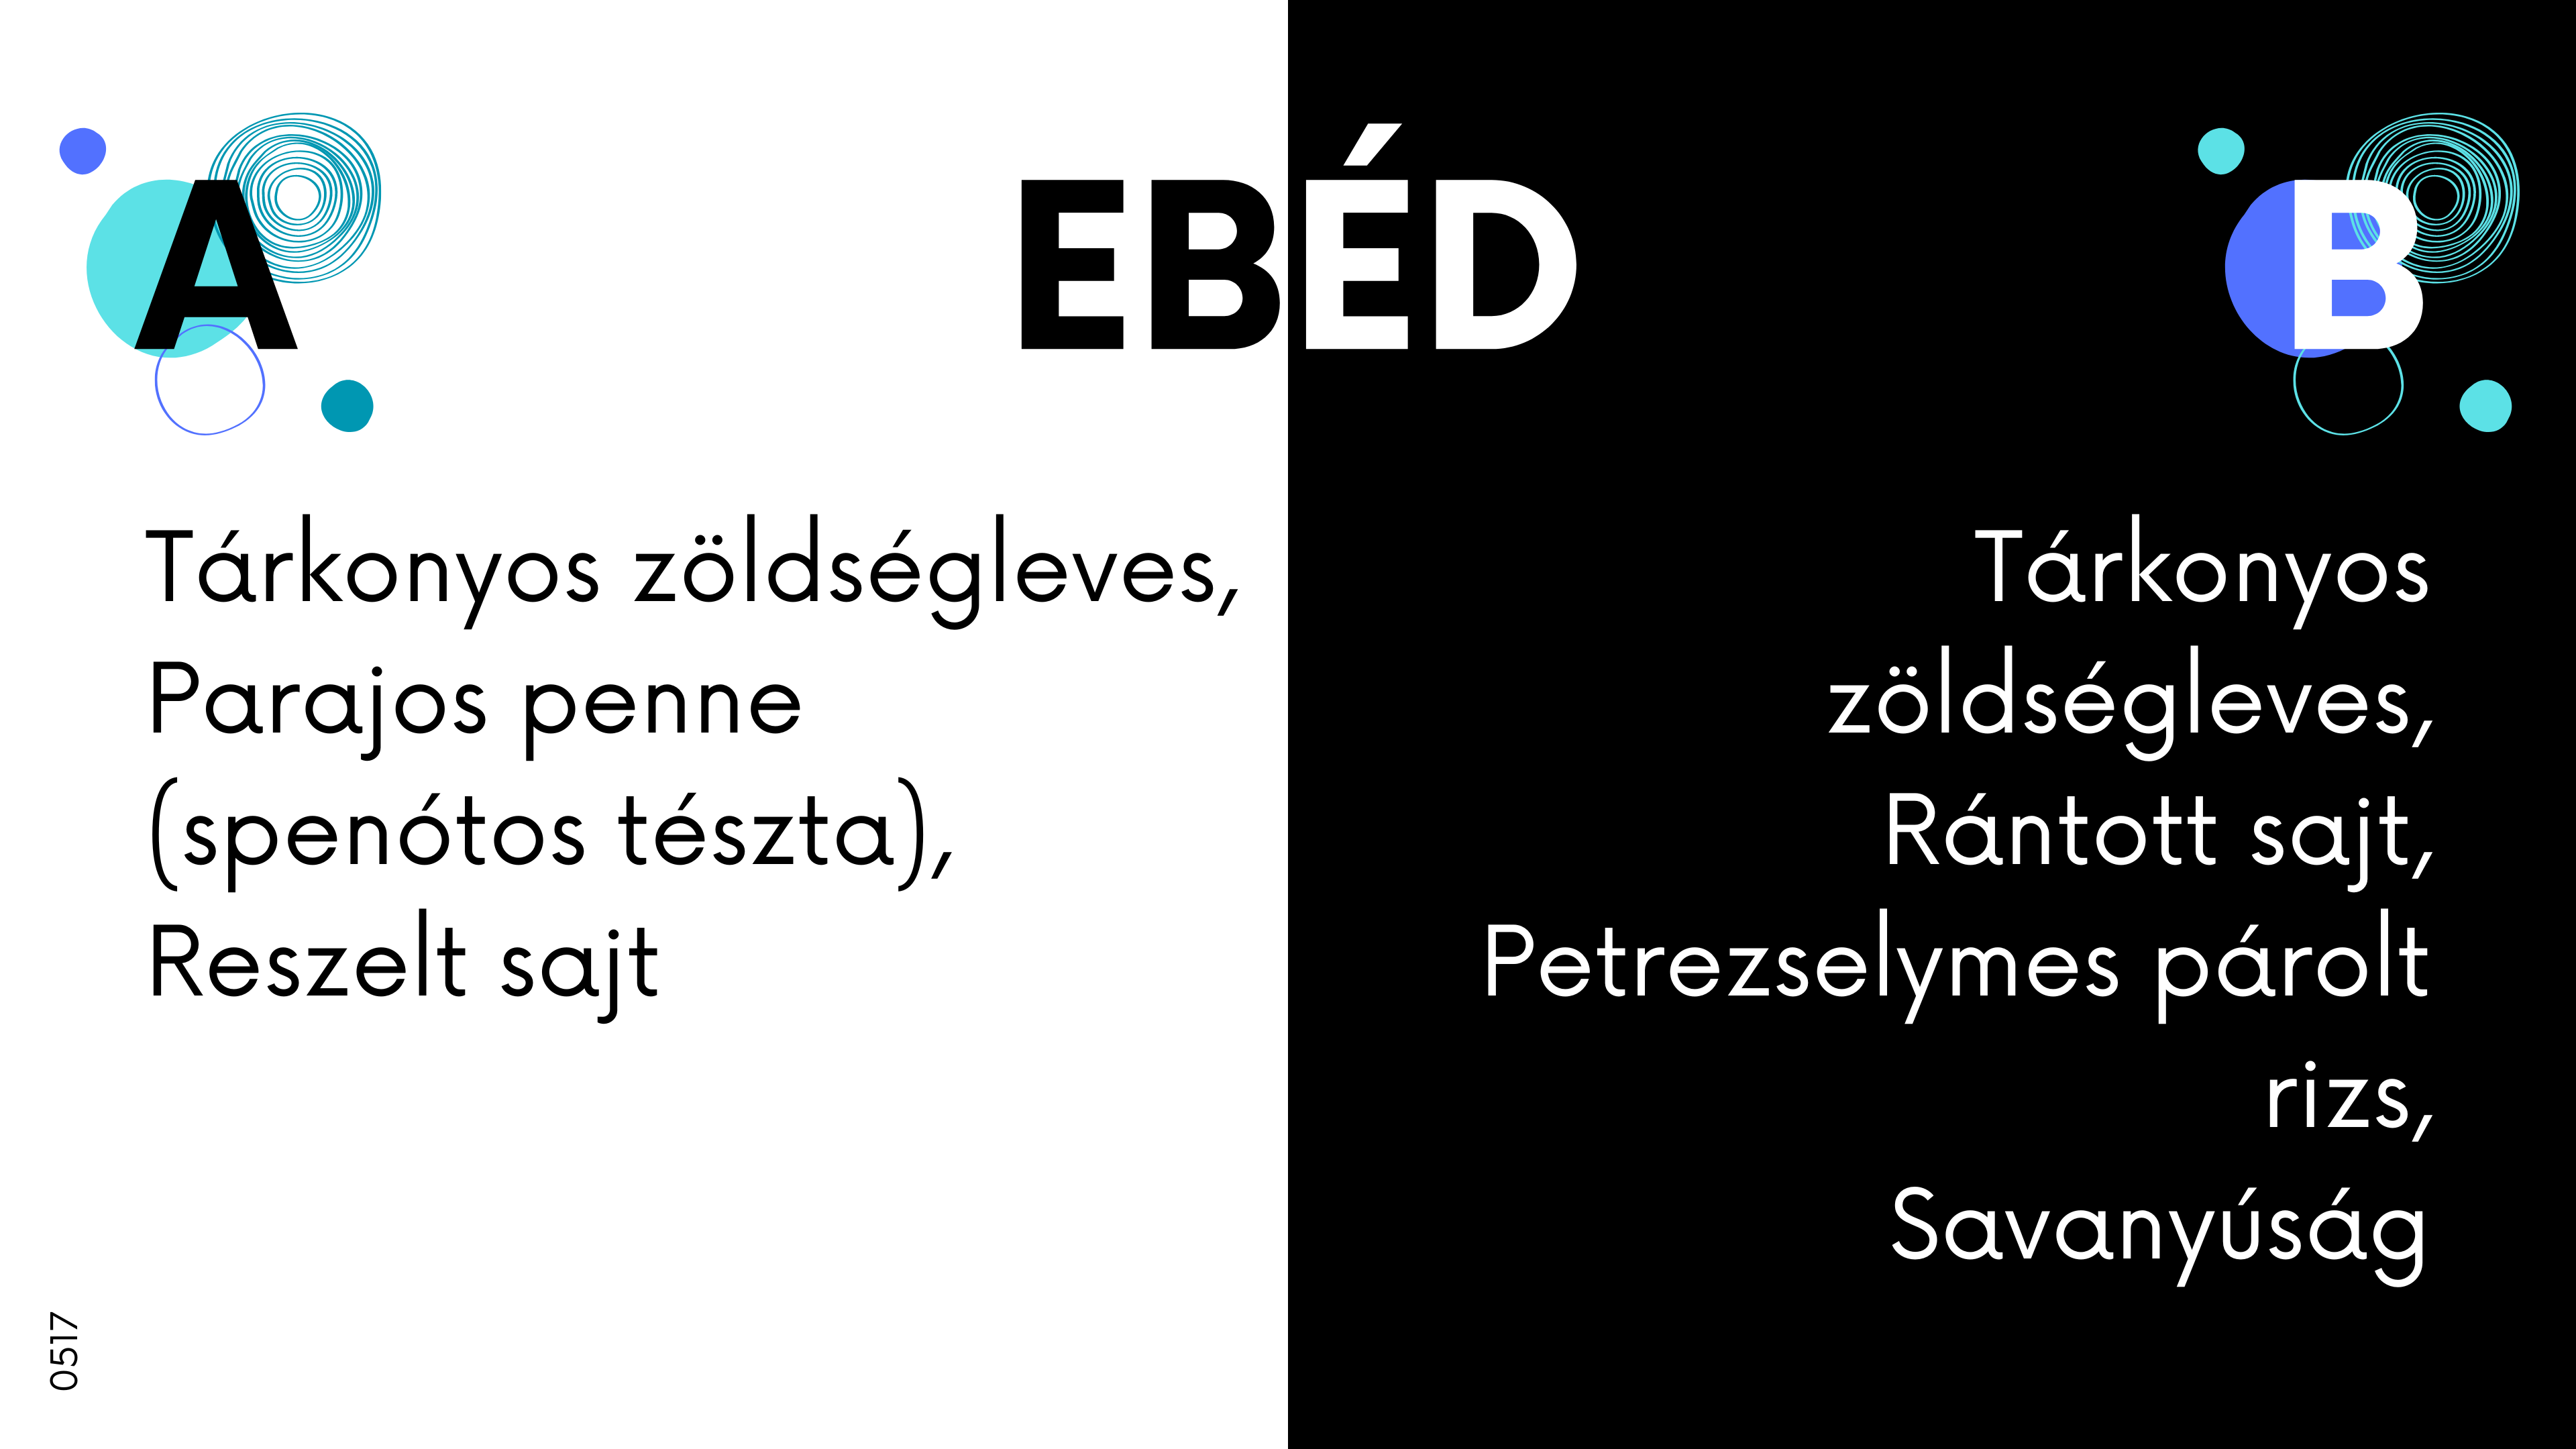 A
EBÉD
B
Tárkonyos zöldségleves,
Parajos penne
(spenótos tészta),
Reszelt sajt
Tárkonyos
zöldségleves,
Rántott sajt,
Petrezselymes párolt
rizs,
Savanyúság
0517